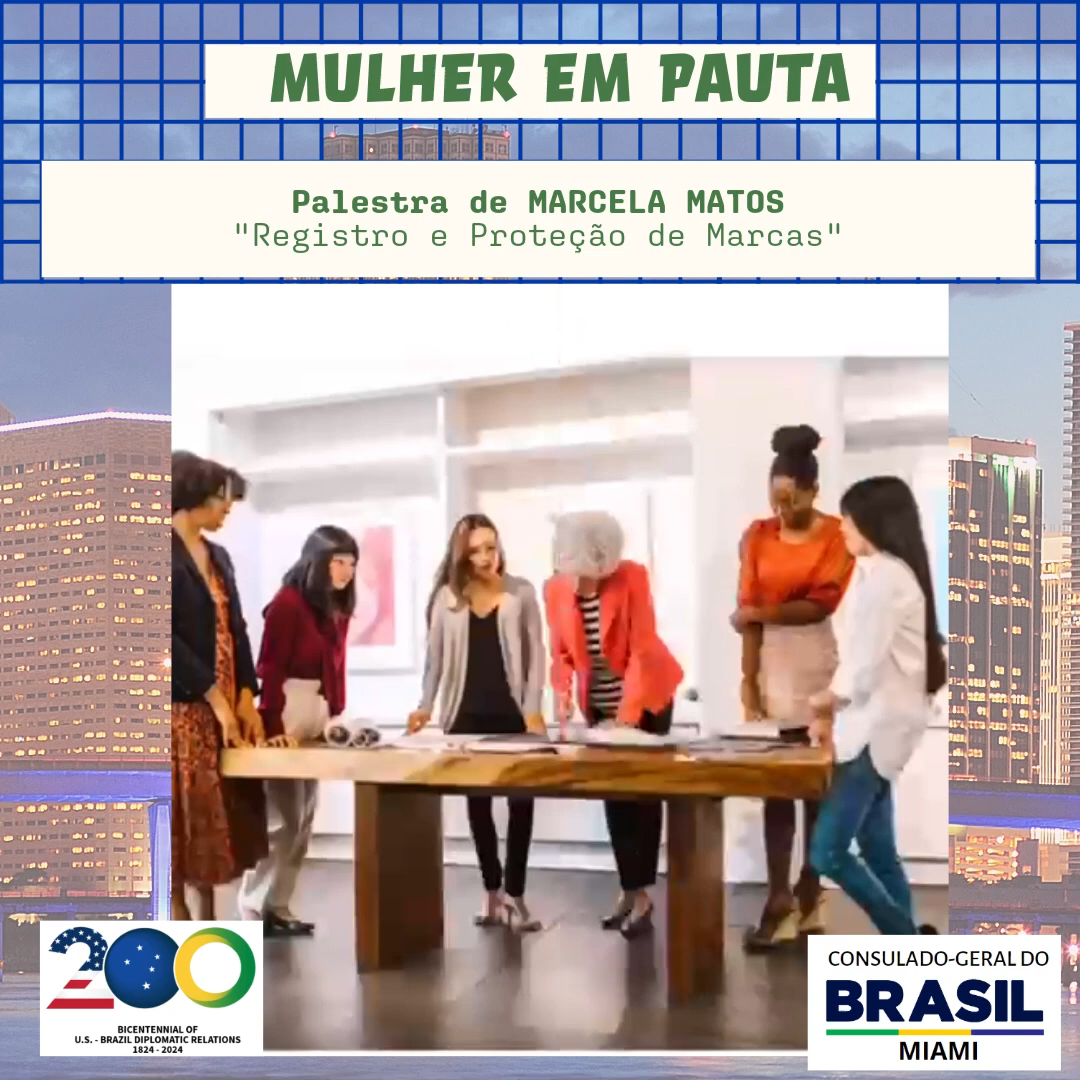 MULHER EM PAUTA
Palestra de MARCELA MATOS
"Registro e Proteção de Marcas"
200
BICENTENNIAL OF
U.S. - BRAZIL DIPLOMATIC RELATIONS
1824 - 2024
CONSULADO-GERAL DO
BRASIL
MIAMI